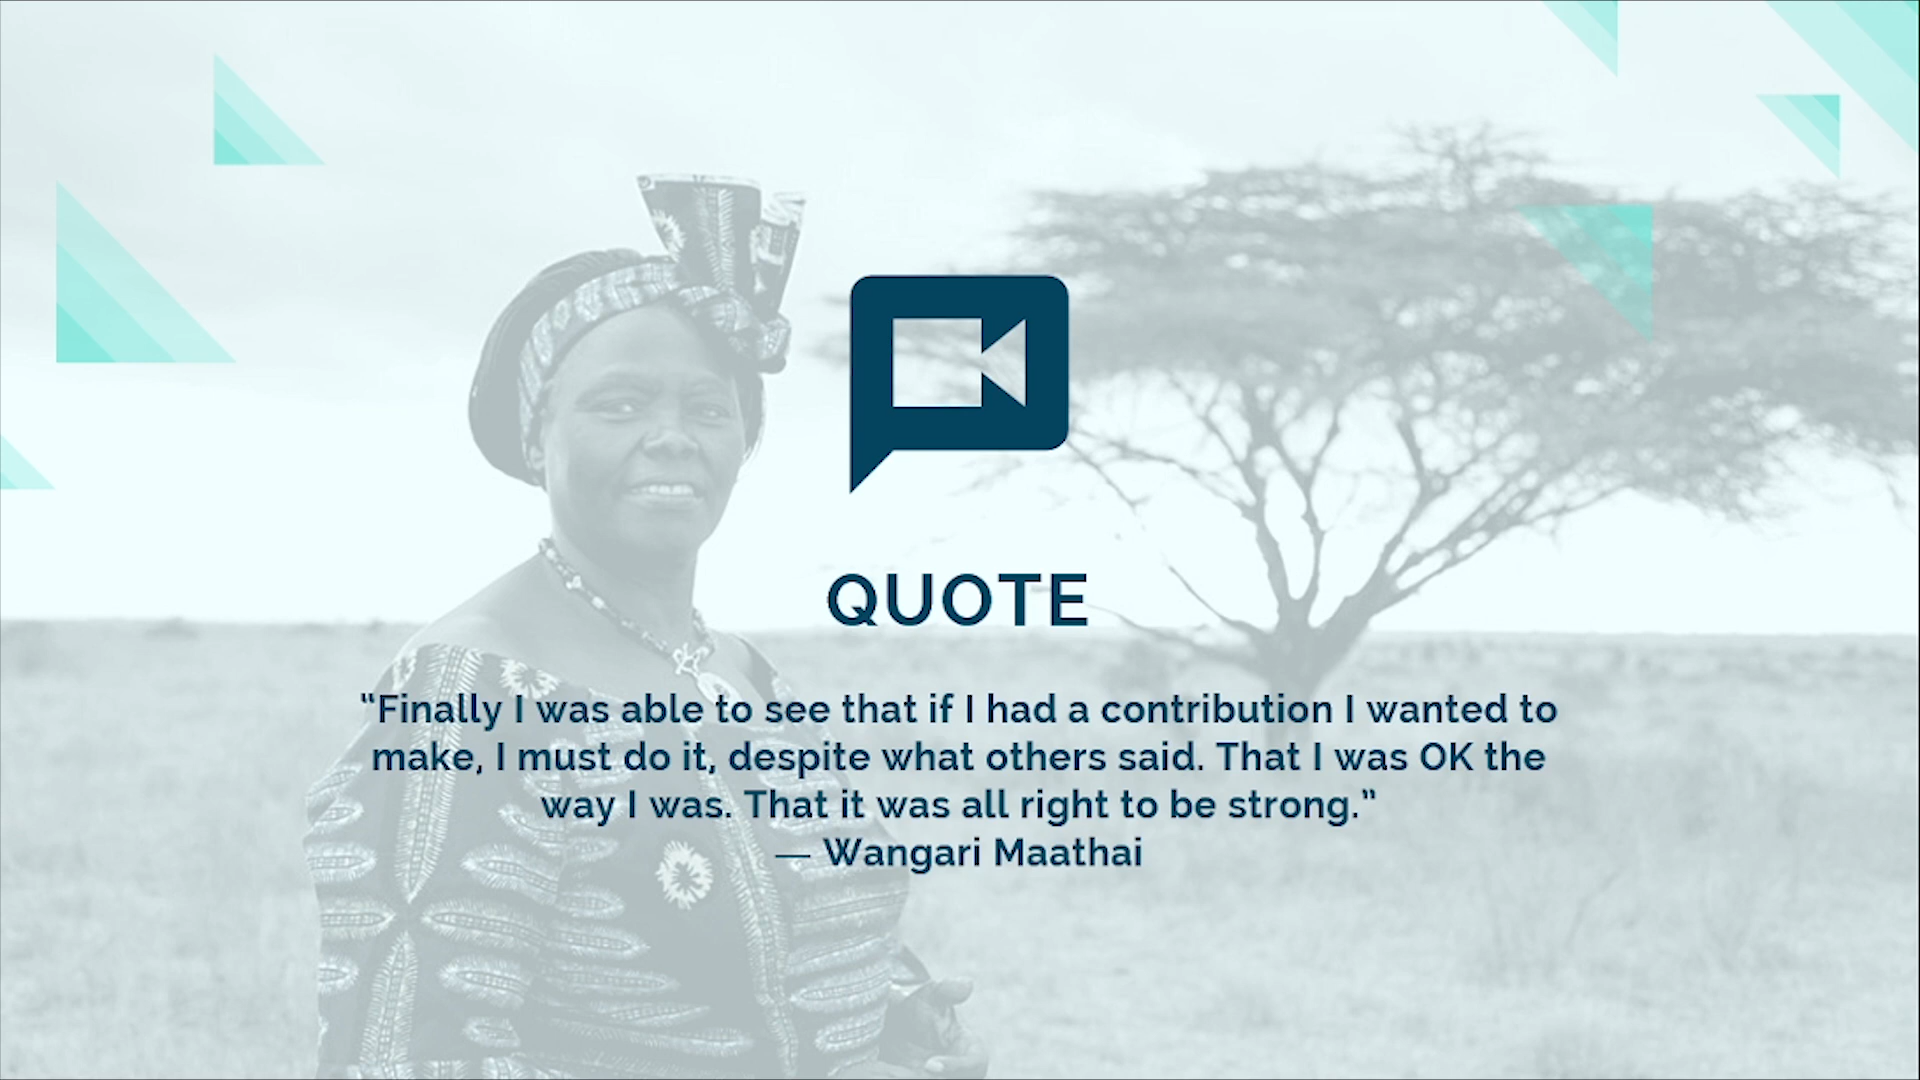 QUOTE
“Finally I was able to see that if I had a contribution I wanted to
make, I must do it, despite what others said. That I was OK the
way I was. That it was all right to be strong.”
— Wangari Maathai